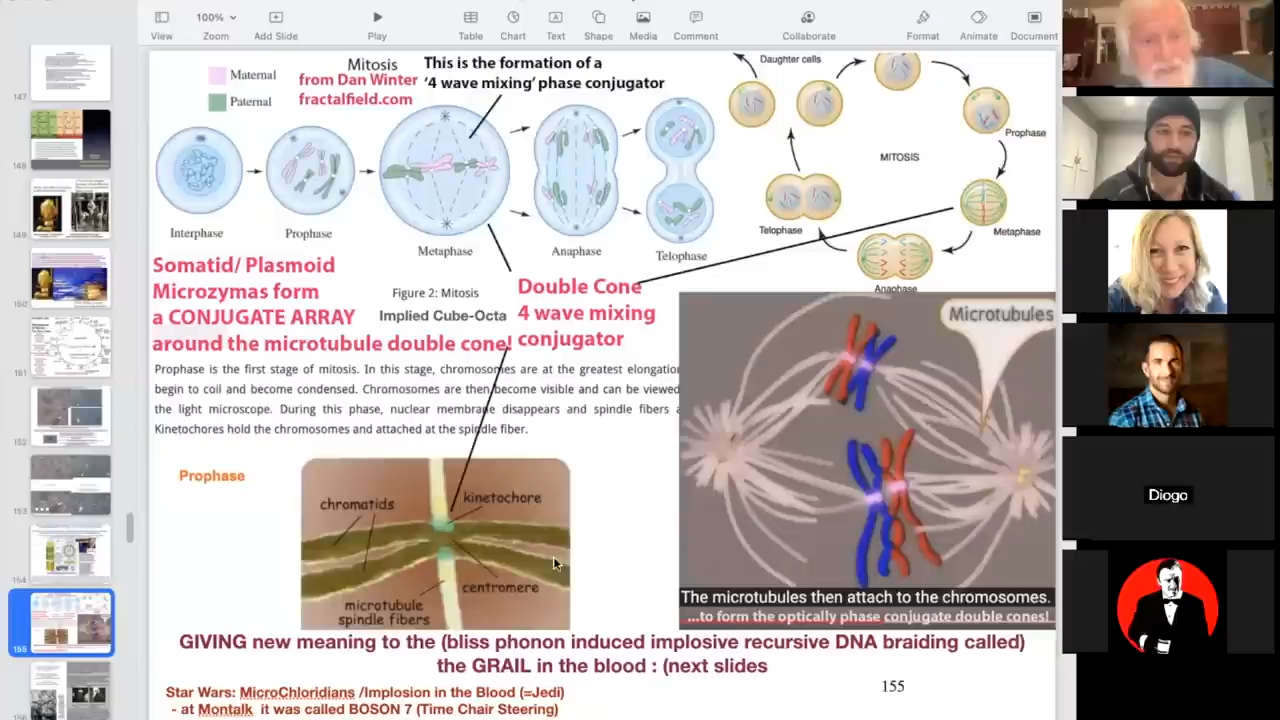 100%
View
Zoom
Add Slide
Play
Table
Chart
Text
Shape
Media
Comment
Collaborate
Format
Animate
Document
147
148
149
150
151
152
153
154
155
156
Maternal
Paternal
Mitosis
from Dan Winter
fractalfield.com
This is the formation of a
‘4 wave mixing’ phase conjugator
Interphase
Prophase
Metaphase
Anaphase
Telophase
Daughter cells
Prophase
MITOSIS
Metaphase
Telophase
Anaphase
Somatid/ Plasmoid
Microzymas form
a CONJUGATE ARRAY
around the microtubule double cone!
Figure 2: Mitosis
Implied Cube-Octa
Double Cone
4 wave mixing
conjugator
Prophase is the first stage of mitosis. In this stage, chromosomes are at the greatest elongation
begin to coil and become condensed. Chromosomes are then become visible and can be viewed
the light microscope. During this phase, nuclear membrane disappears and spindle fibers a
Kinetochores hold the chromosomes and attached at the spindle fiber.
Prophase
chromatids
kinetochore
centromere
microtubule
spindle fibers
Microtubules
The microtubules then attach to the chromosomes.
...to form the optically phase conjugate double cones!
GIVING new meaning to the (bliss phonon induced implosive recursive DNA braiding called)
the GRAIL in the blood : (next slides
Star Wars: MicroChloridians /Implosion in the Blood (=Jedi)
- at Montalk it was called BOSON 7 (Time Chair Steering)
155
Diogo